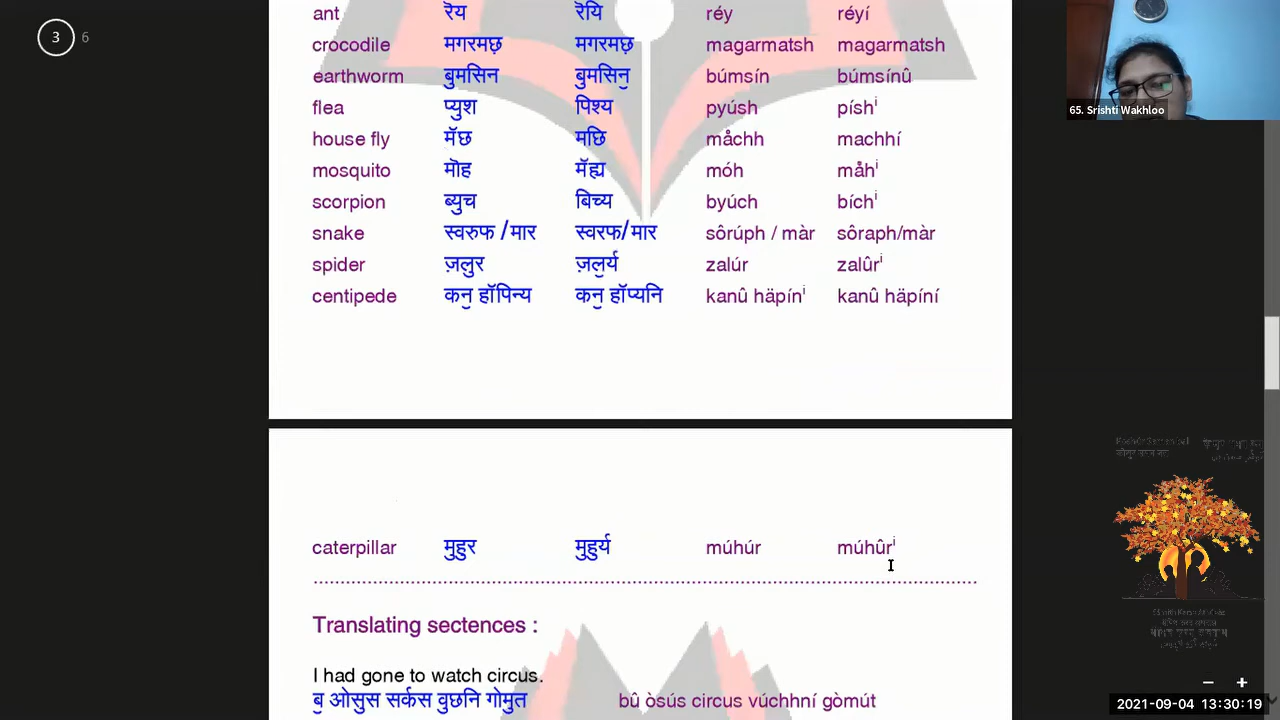 3 6
ant रॆय रॆयि réy réyí
crocodile मगरमछ़ मगरमछ़ magarmatsh magarmatsh
earthworm बुमसिन बुमसिनॖ búmsín búmsínû
flea प्युश पिश्य pyúsh píshⁱ
house fly मॅछ मछि måchh machhí
mosquito मॊह मॅह्य móh måhⁱ
scorpion ब्युच बिच्य byúch bíchⁱ
snake स्वरुफ /मार स्वरफ/मार sôrúph / màr sôraph/màr
spider ज़लुर ज़लॖर्य zalúr zalûrⁱ
centipede कनॖ हॉपिन्य कनॖ हॉप्यनि kanû häpínⁱ kanû häpíní
caterpillar मुहुर मुहुर्य múhúr múhûrⁱ
Translating sectences :
I had gone to watch circus.
बॖ ओसुस सर्कस वुछनि गोमुत bû òsús circus vúchhní gòmút
65. Srishti Wakhloo
2021-09-04 13:30:19